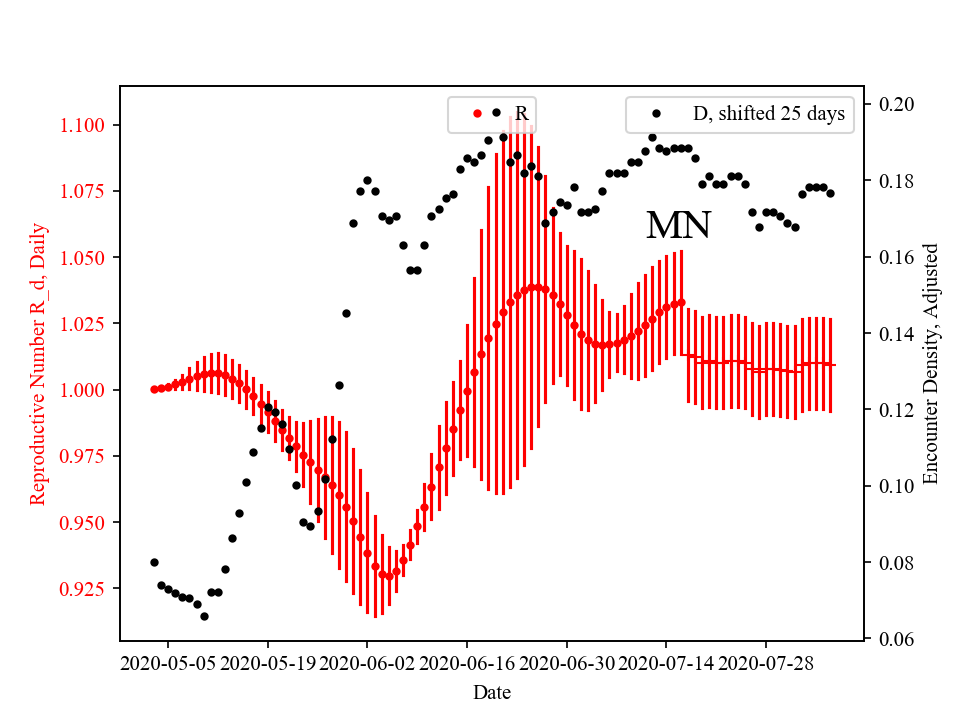 R
D, shifted 25 days
MN
Reproductive Number R_d, Daily
1.100
1.075
1.050
1.025
1.000
0.975
0.950
0.925
0.20
0.18
0.16
0.14
0.12
0.10
0.08
0.06
Encounter Density, Adjusted
2020-05-05 2020-05-19 2020-06-02 2020-06-16 2020-06-30 2020-07-14 2020-07-28
Date